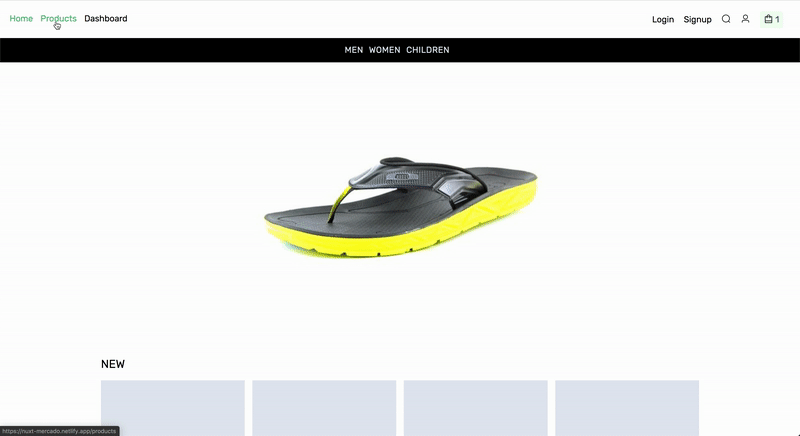 Home Products Dashboard Login Signup 1
MEN WOMEN CHILDREN
NEW
https://nust-mercado.netlify.app/products